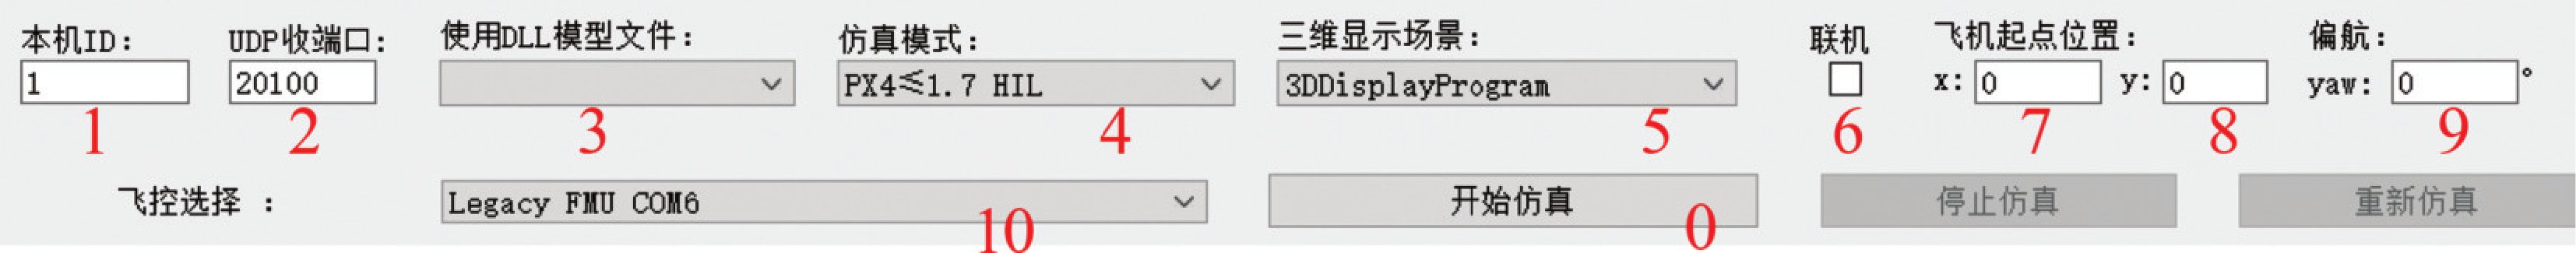 本机ID: UDP收端口: 使用DLL模型文件: 仿真模式: 三维显示场景: 联机 飞机起点位置: 偏航:
1 20100 PX4≤1.7 HIL 3DDisplayProgram x: 0 y: 0 yaw: 0 °
1 2 3 4 5 6 7 8 9
飞控选择 : Legacy FMU COM6 开始仿真 停止仿真 重新仿真
10 0